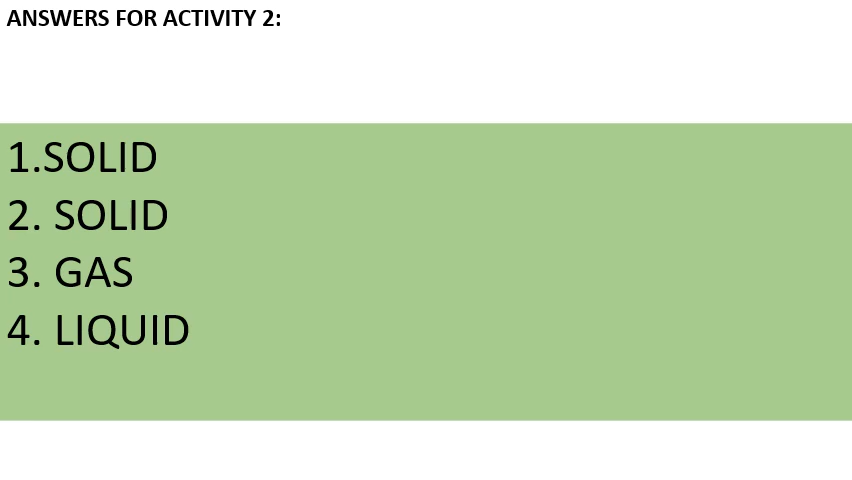 ANSWERS FOR ACTIVITY 2:
1.SOLID
2. SOLID
3. GAS
4. LIQUID